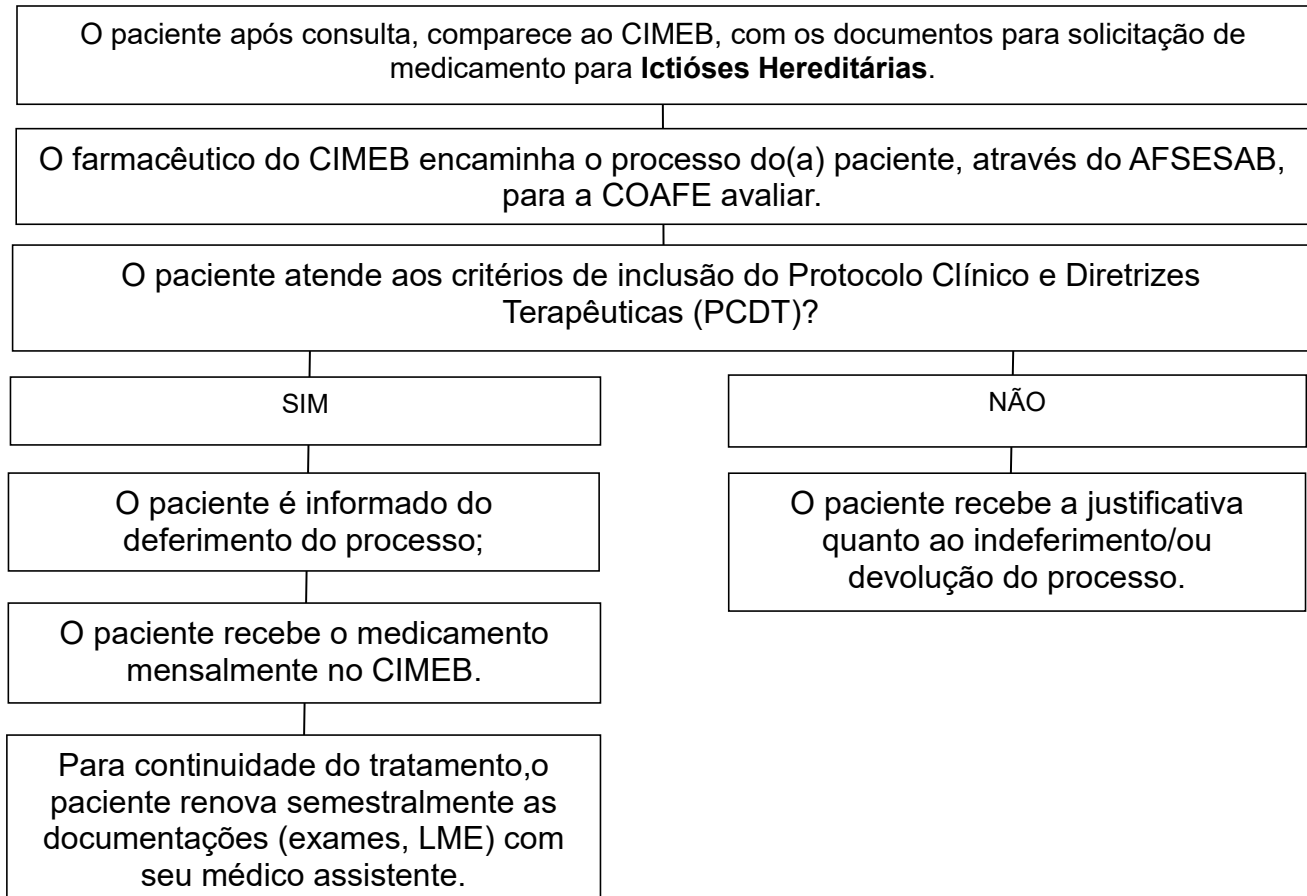 O paciente após consulta, comparece ao CIMEB, com os documentos para solicitação de
medicamento para Ictióses Hereditárias.
O farmacêutico do CIMEB encaminha o processo do(a) paciente, através do AFSESAB,
para a COAFE avaliar.
O paciente atende aos critérios de inclusão do Protocolo Clínico e Diretrizes
Terapêuticas (PCDT)?
SIM
NÃO
O paciente é informado do
deferimento do processo;
O paciente recebe a justificativa
quanto ao indeferimento/ou
devolução do processo.
O paciente recebe o medicamento
mensalmente no CIMEB.
Para continuidade do tratamento,o
paciente renova semestralmente as
documentações (exames, LME) com
seu médico assistente.